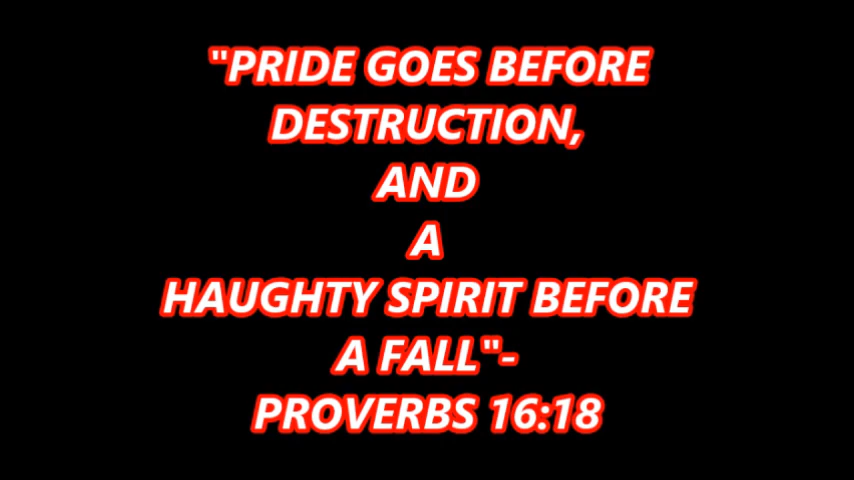 "PRIDE GOES BEFORE
DESTRUCTION,
AND
A
HAUGHTY SPIRIT BEFORE
A FALL"-
PROVERBS 16:18